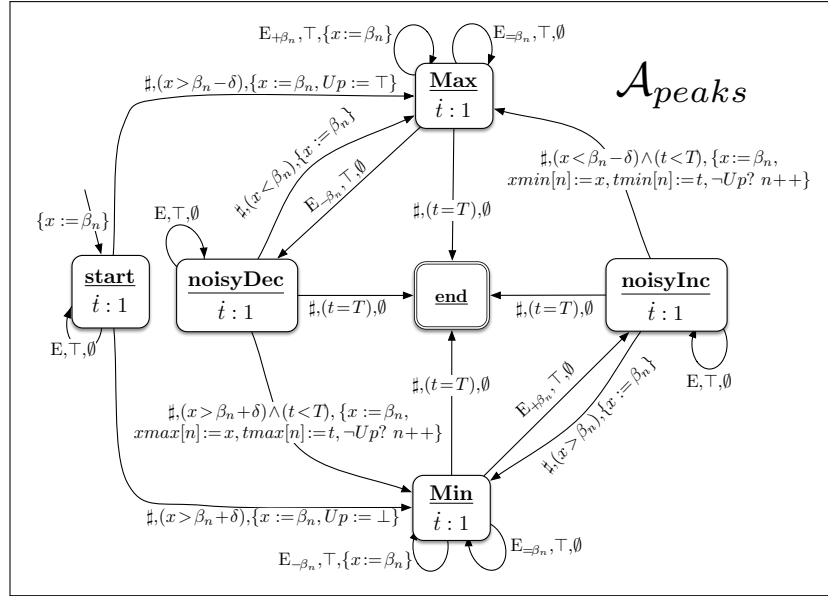 E₊βₙ,⊤,{x:=βₙ}
E₌βₙ,⊤,∅
𝒜peaks
Max
ṫ : 1
♯,(x>βₙ−δ),{x:=βₙ, Up:=⊤}
♯,(x<βₙ),{x:=βₙ}
E₋βₙ,⊤,∅
♯,(x<βₙ−δ)∧(t<T), {x:=βₙ,
xmin[n]:=x,tmin[n]:=t,¬Up? n++}
♯,(t=T),∅
{x:=βₙ}
E,⊤,∅
start
ṫ : 1
noisyDec
ṫ : 1
end
noisyInc
ṫ : 1
♯,(t=T),∅
♯,(t=T),∅
E,⊤,∅
E,⊤,∅
♯,(t=T),∅
E₊βₙ,⊤,∅
♯,(x>βₙ),{x:=βₙ}
♯,(x>βₙ+δ)∧(t<T), {x:=βₙ,
xmax[n]:=x,tmax[n]:=t,¬Up? n++}
Min
ṫ : 1
♯,(x>βₙ+δ),{x:=βₙ, Up:=⊥}
E₋βₙ,⊤,{x:=βₙ}
E₌βₙ,⊤,∅